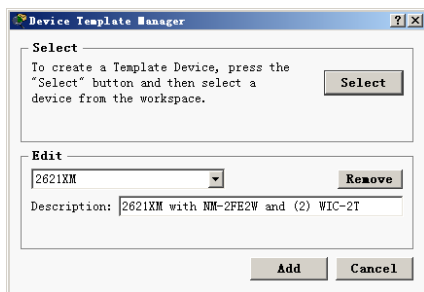 Device Template Manager
Select
To create a Template Device, press the
"Select" button and then select a
device from the workspace.
Select
Edit
2621XM
Remove
Description: 2621XM with NM-2FE2W and (2) WIC-2T
Add Cancel